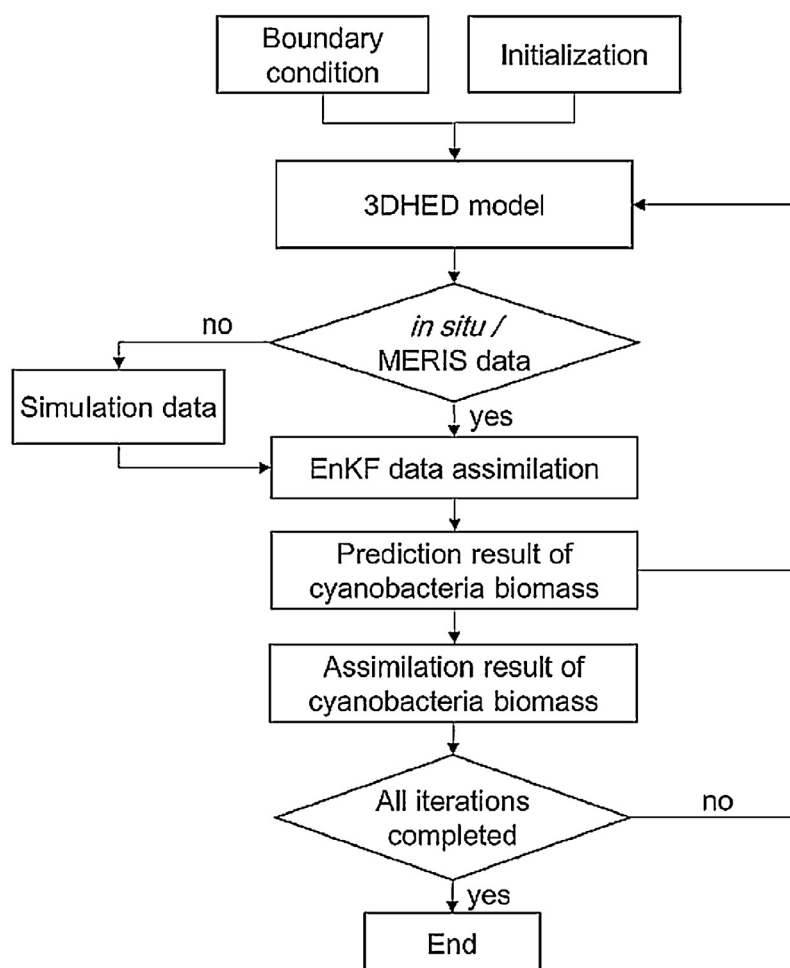 Boundary
condition
Initialization
3DHED model
in situ /
MERIS data
no
Simulation data
yes
EnKF data assimilation
Prediction result of
cyanobacteria biomass
Assimilation result of
cyanobacteria biomass
All iterations
completed
no
yes
End